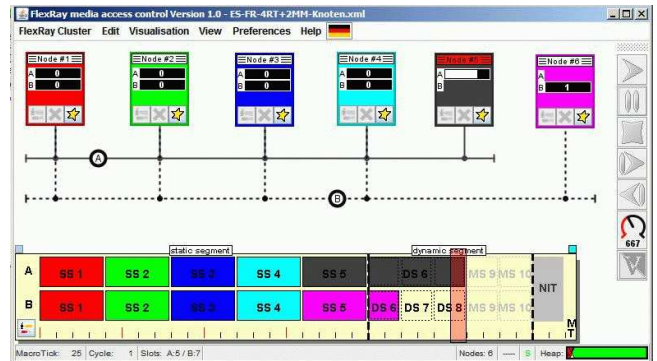 FlexRay media access control Version 1.0 - ES-FR-4RT+2MM-Knoten.xml
FlexRay Cluster Edit Visualisation View Preferences Help
Node #1 Node #2 Node #3 Node #4 Node #5 Node #6
A 0 A 0 A 0 A 0 A A
B 0 B 0 B 0 B 0 B B 1
A
B
667
static segment dynamic segment
A SS 1 SS 2 SS 3 SS 4 SS 5 DS 6 MS 9 MS 10
NIT
B SS 1 SS 2 SS 3 SS 4 SS 5 DS 6 DS 7 DS 8 MS 9 MS 10
M
T
MacroTick: 25 Cycle: 1 Slots: A:5 / B:7 Nodes: 6 S Heap: